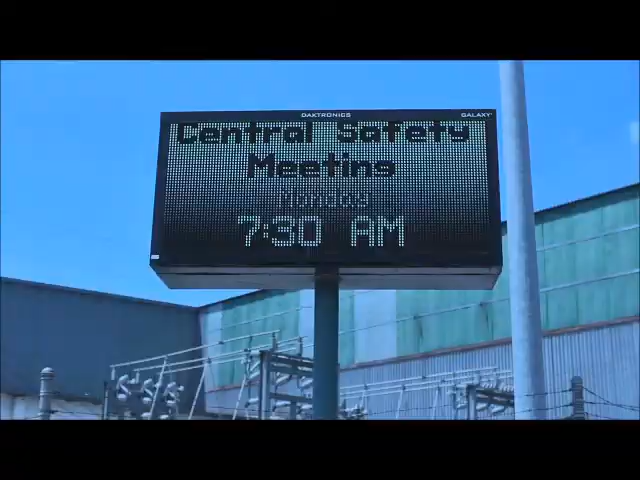 DAKTRONICS GALAXY
Central Safety
Meeting
Monday
7:30 AM